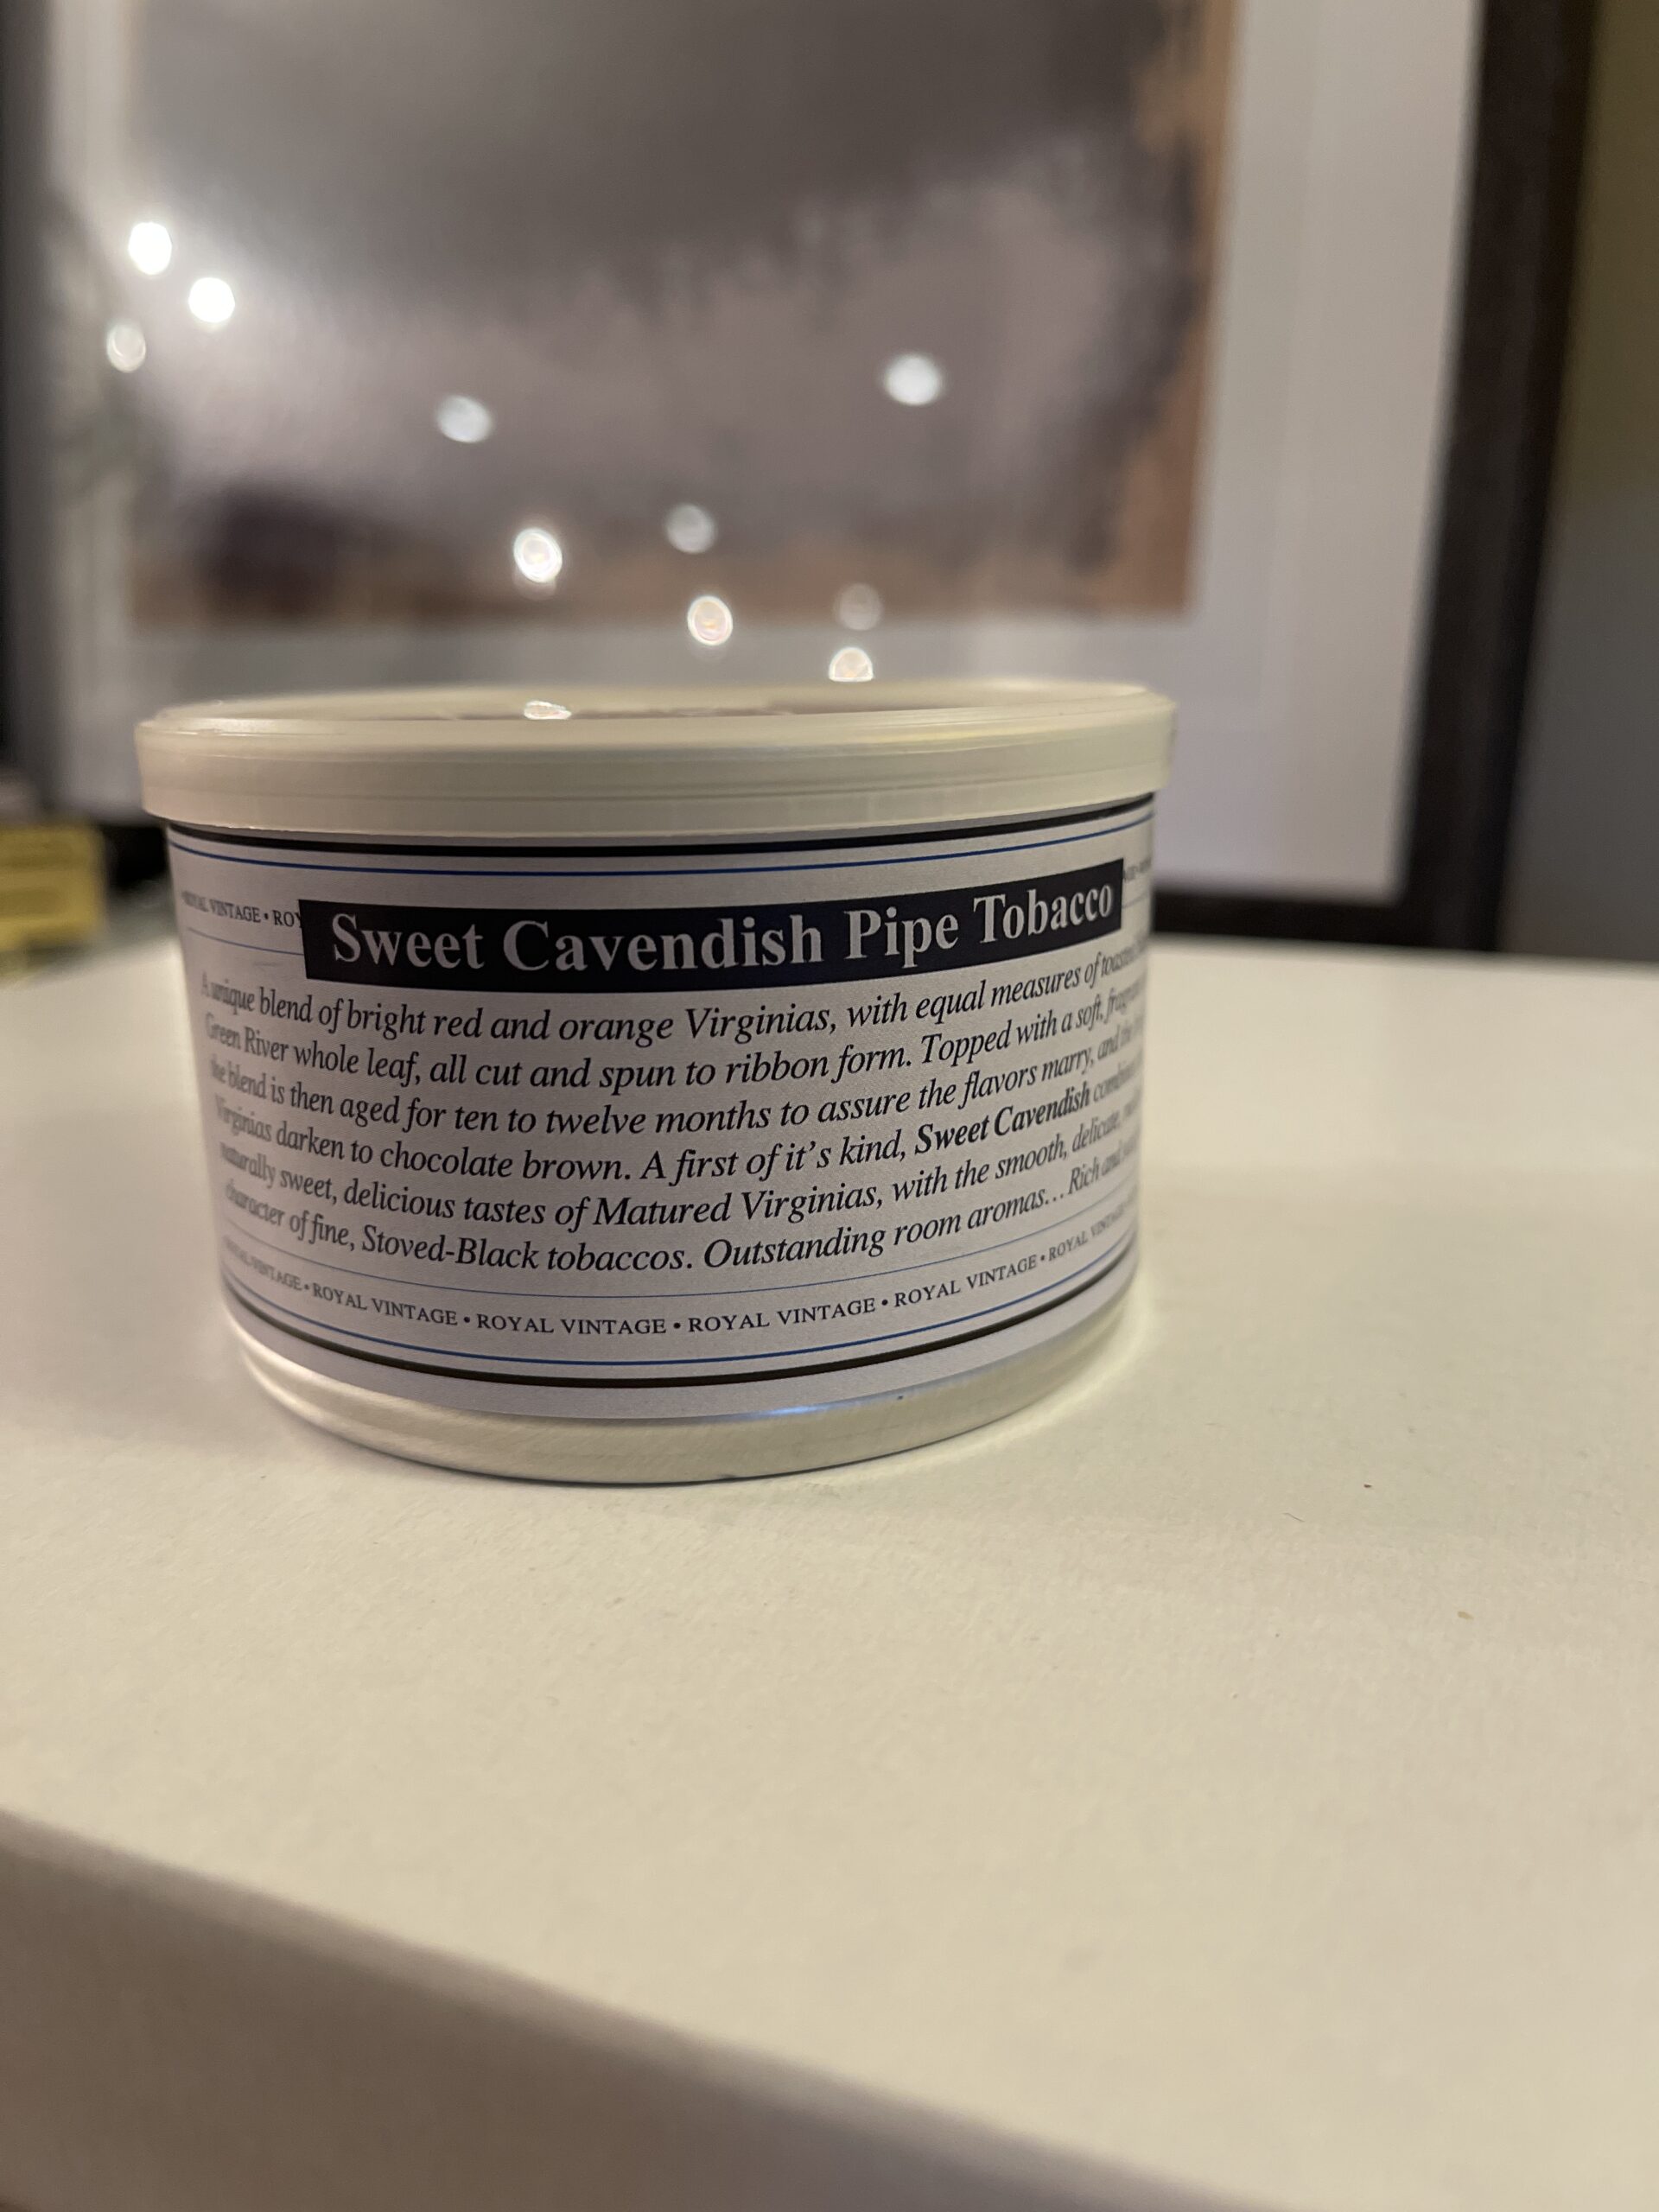 ROYAL VINTAGE • ROY
Sweet Cavendish Pipe Tobacco
A unique blend of bright red and orange Virginias, with equal measures of toasted
Green River whole leaf, all cut and spun to ribbon form. Topped with a soft, fragrant
the blend is then aged for ten to twelve months to assure the flavors marry, and the
Virginias darken to chocolate brown. A first of it's kind, Sweet Cavendish
naturally sweet, delicious tastes of Matured Virginias, with the smooth, delicate,
character of fine, Stoved-Black tobaccos. Outstanding room aromas... Rich and
VINTAGE • ROYAL VINTAGE • ROYAL VINTAGE • ROYAL VINTAGE • ROYAL VINTAGE • ROYAL VINTAGE